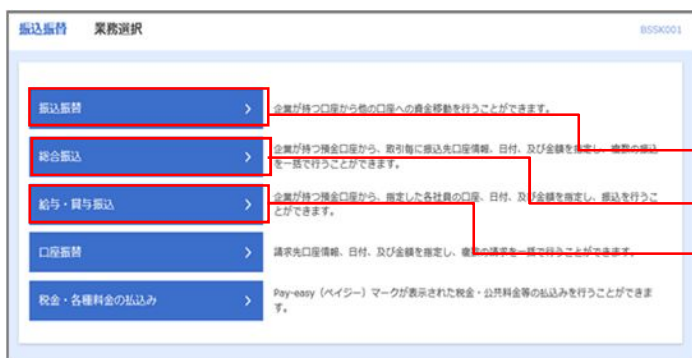 振込振替 業務選択 BSSK001
振込振替 >
企業が持つ口座から他の口座への資金移動を行うことができます。
総合振込 >
企業が持つ預金口座から、取引毎に振込先口座情報、日付、及び金額を指定し、複数の振込
を一括で行うことができます。
給与・賞与振込 >
企業が持つ預金口座から、指定した各社員の口座、日付、及び金額を指定し、振込を行うこ
とができます。
口座振替 >
請求先口座情報、日付、及び金額を指定し、複数の請求を一括で行うことができます。
税金・各種料金の払込み >
Pay-easy（ペイジー）マークが表示された税金・公共料金等の払込みを行うことができま
す。